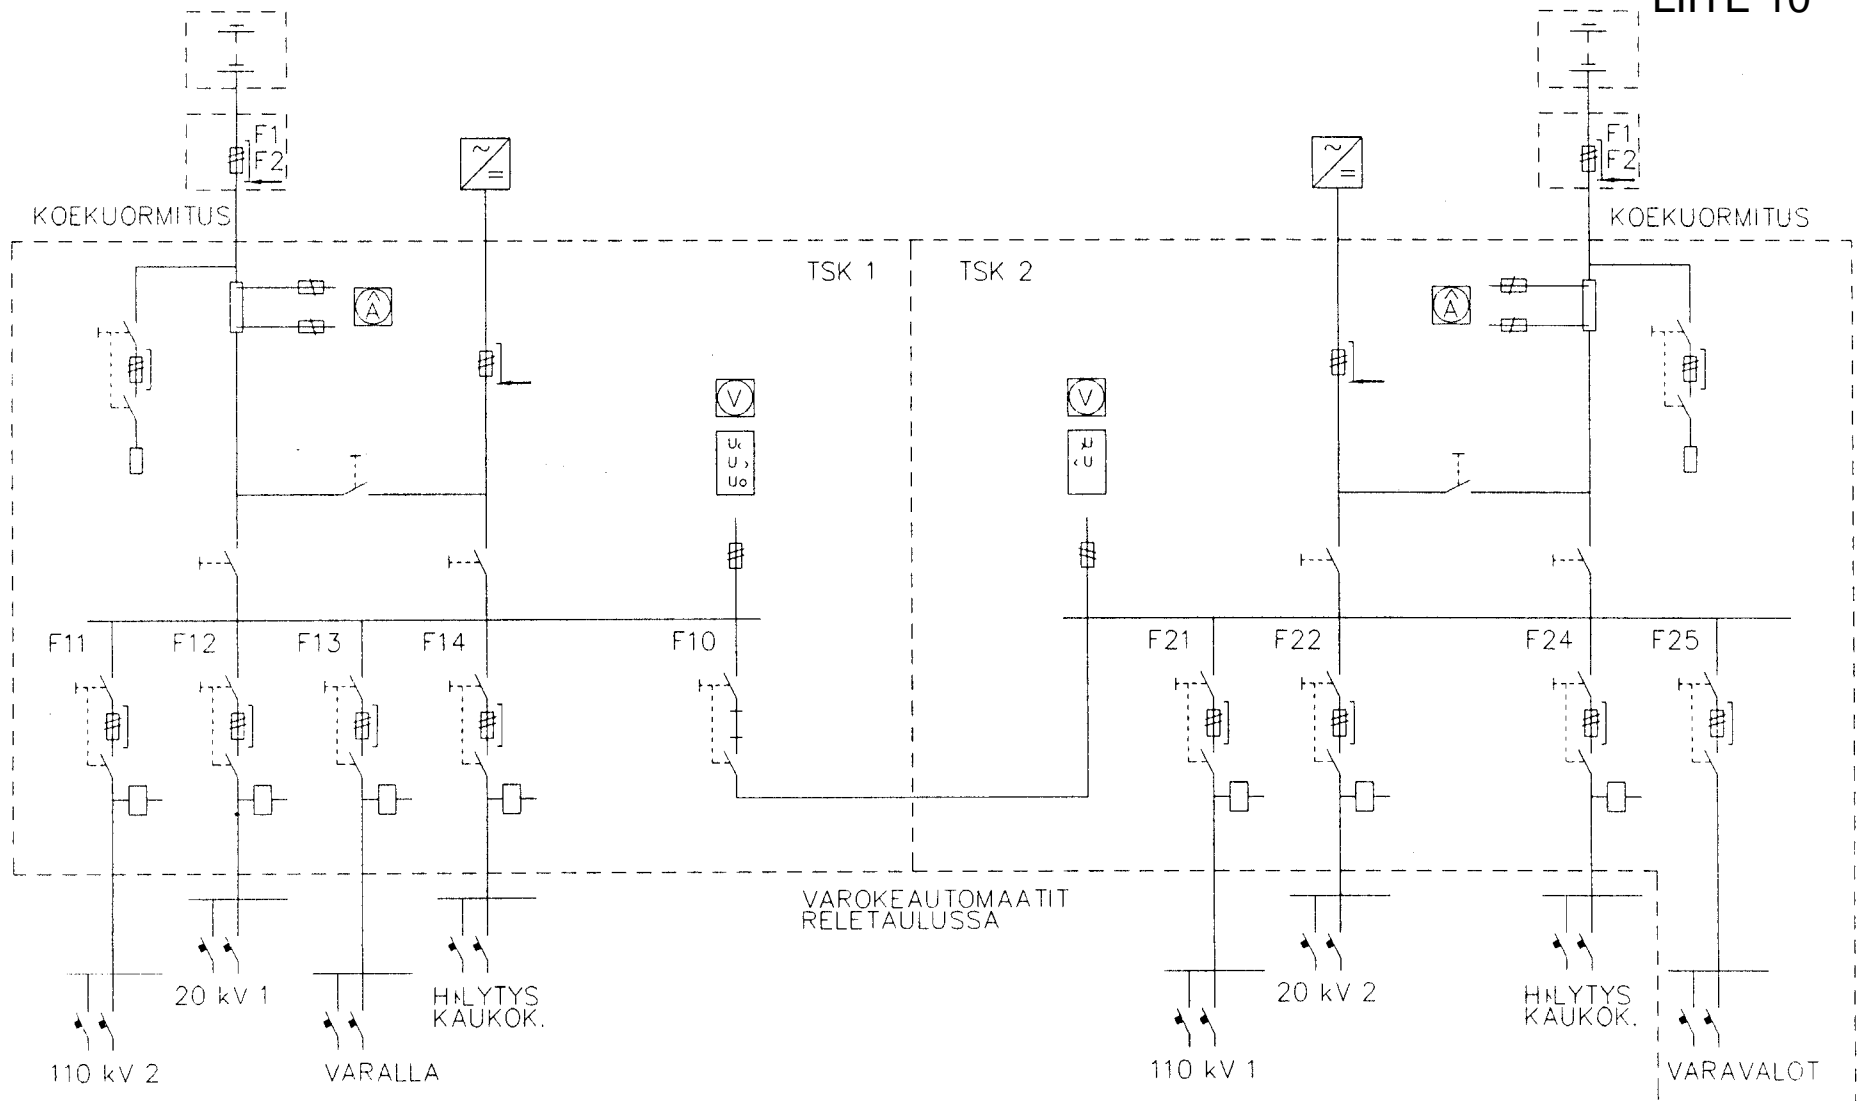 LIITE 10
F1
F2
F1
F2
KOEKUORMITUS
KOEKUORMITUS
TSK 1
TSK 2
A
A
V
V
U<
U>
U0
U
F11
F12
F13
F14
F10
F21
F22
F24
F25
VAROKEAUTOMAATIT
RELETAULUSSA
20 kV 1
20 kV 2
KAUKOK.
KAUKOK.
110 kV 2
VARALLA
110 kV 1
VARAVALOT